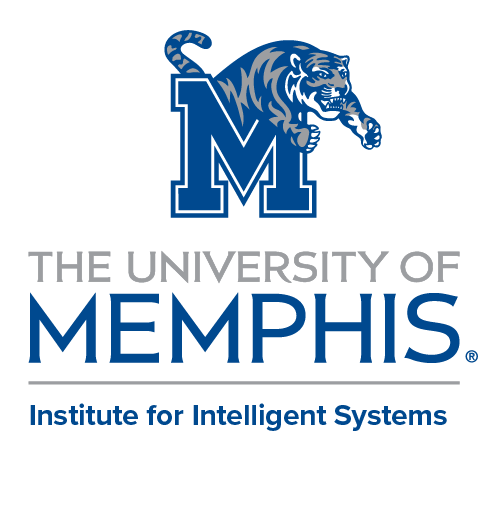 M
THE UNIVERSITY OF
MEMPHIS®
Institute for Intelligent Systems